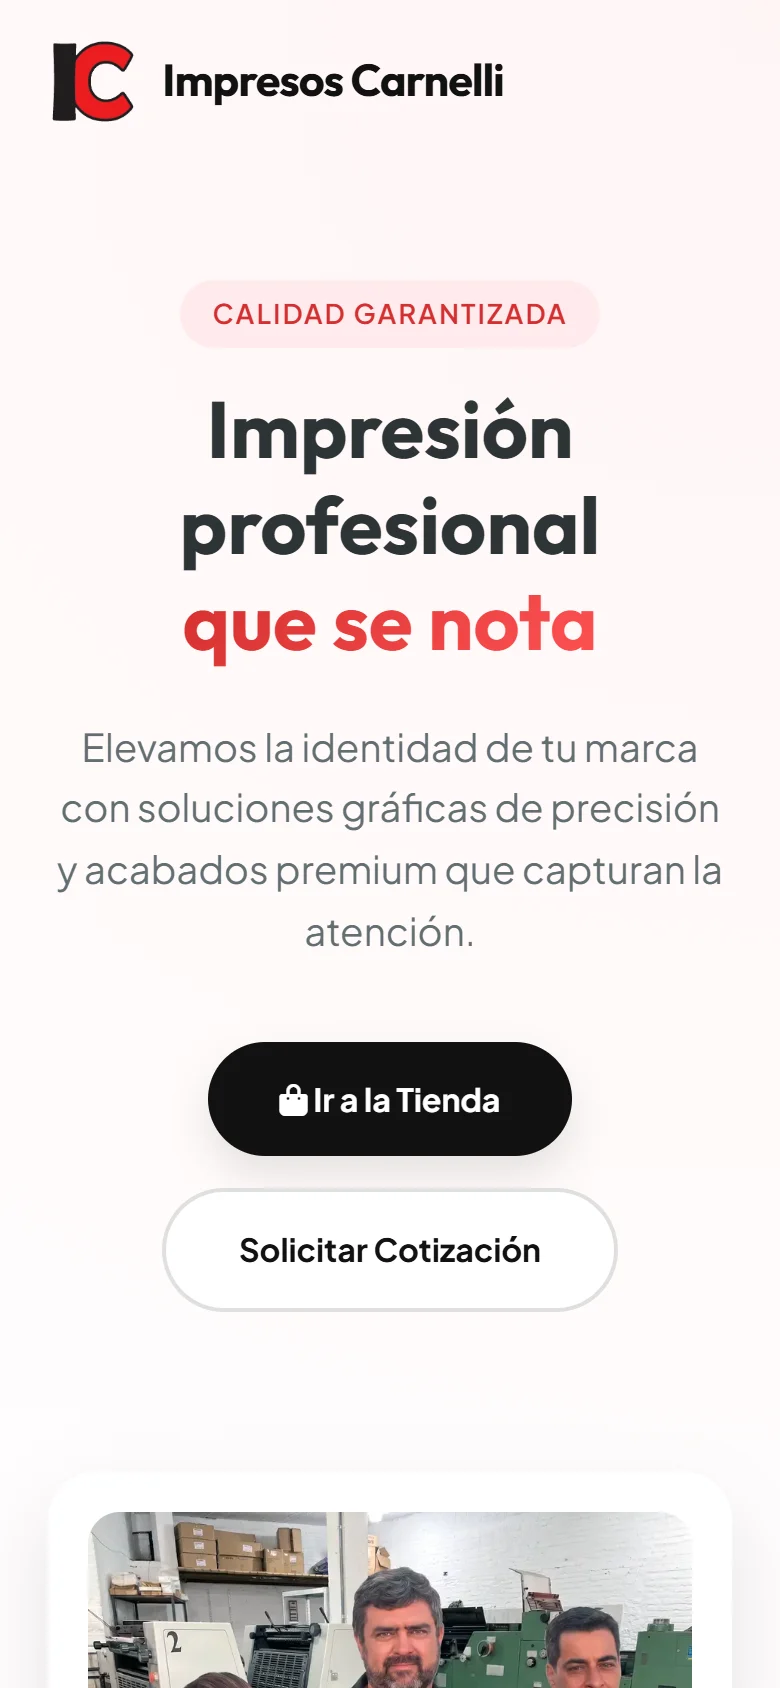 IC Impresos Carnelli
CALIDAD GARANTIZADA
Impresión
profesional
que se nota
Elevamos la identidad de tu marca
con soluciones gráficas de precisión
y acabados premium que capturan la
atención.
Ir a la Tienda
Solicitar Cotización
2